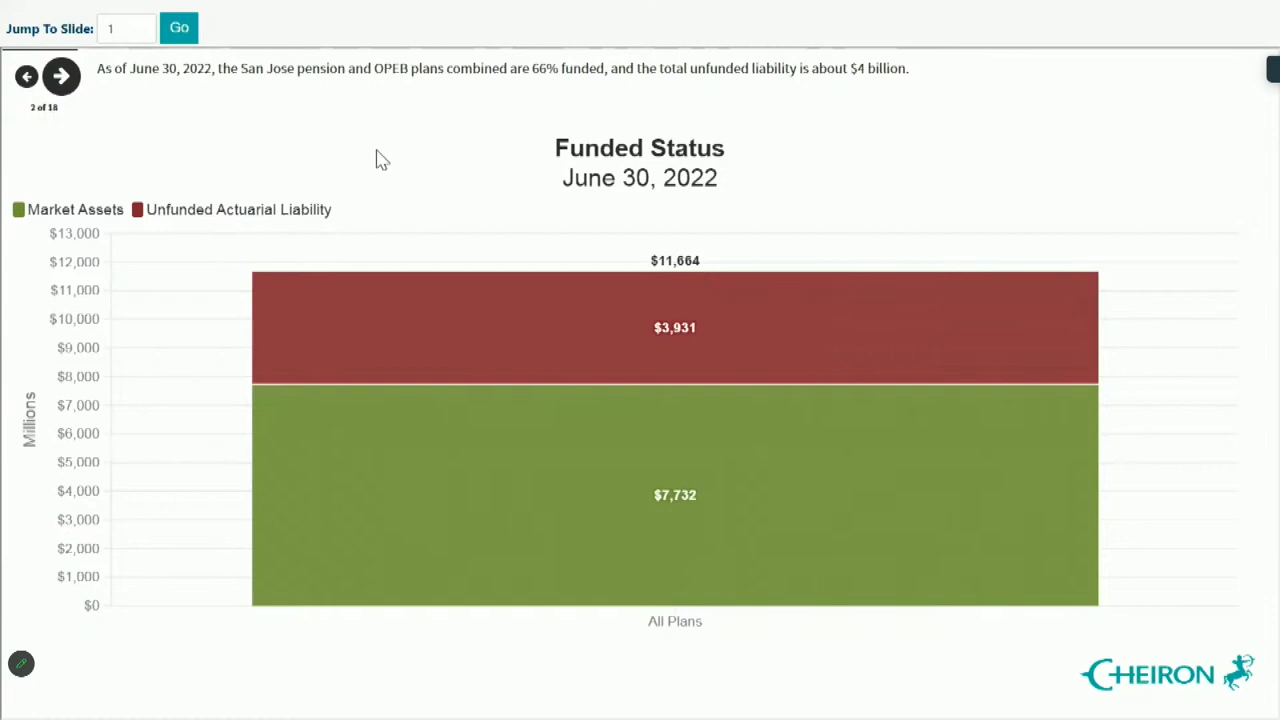 Jump To Slide: 1 Go
As of June 30, 2022, the San Jose pension and OPEB plans combined are 66% funded, and the total unfunded liability is about $4 billion.
2 of 18
Funded Status
June 30, 2022
Market Assets Unfunded Actuarial Liability
$13,000
$12,000
$11,000
$10,000
$9,000
$8,000
$7,000
$6,000
$5,000
$4,000
$3,000
$2,000
$1,000
$0
Millions
$11,664
$3,931
$7,732
All Plans
CHEIRON